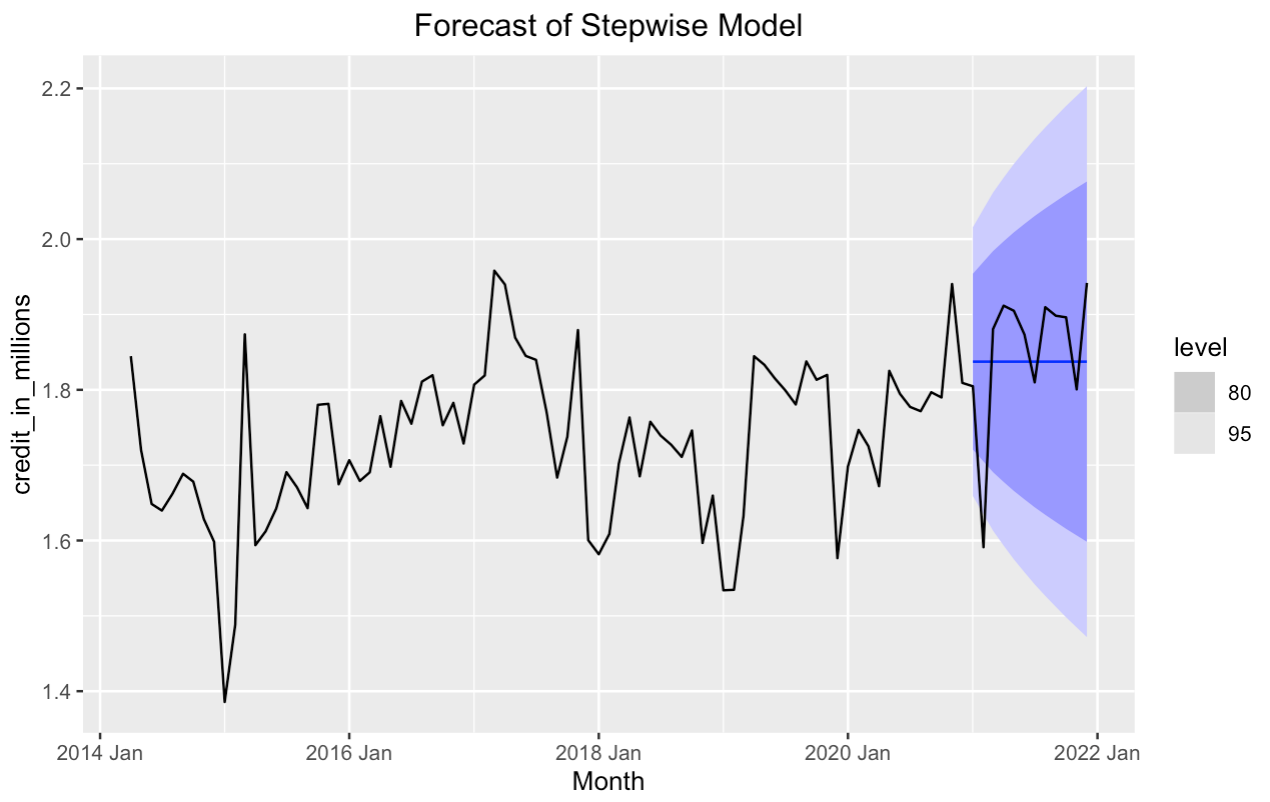 Forecast of Stepwise Model
2.2
2.0
1.8
1.6
1.4
credit_in_millions
2014 Jan
2016 Jan
2018 Jan
2020 Jan
2022 Jan
Month
level
80
95